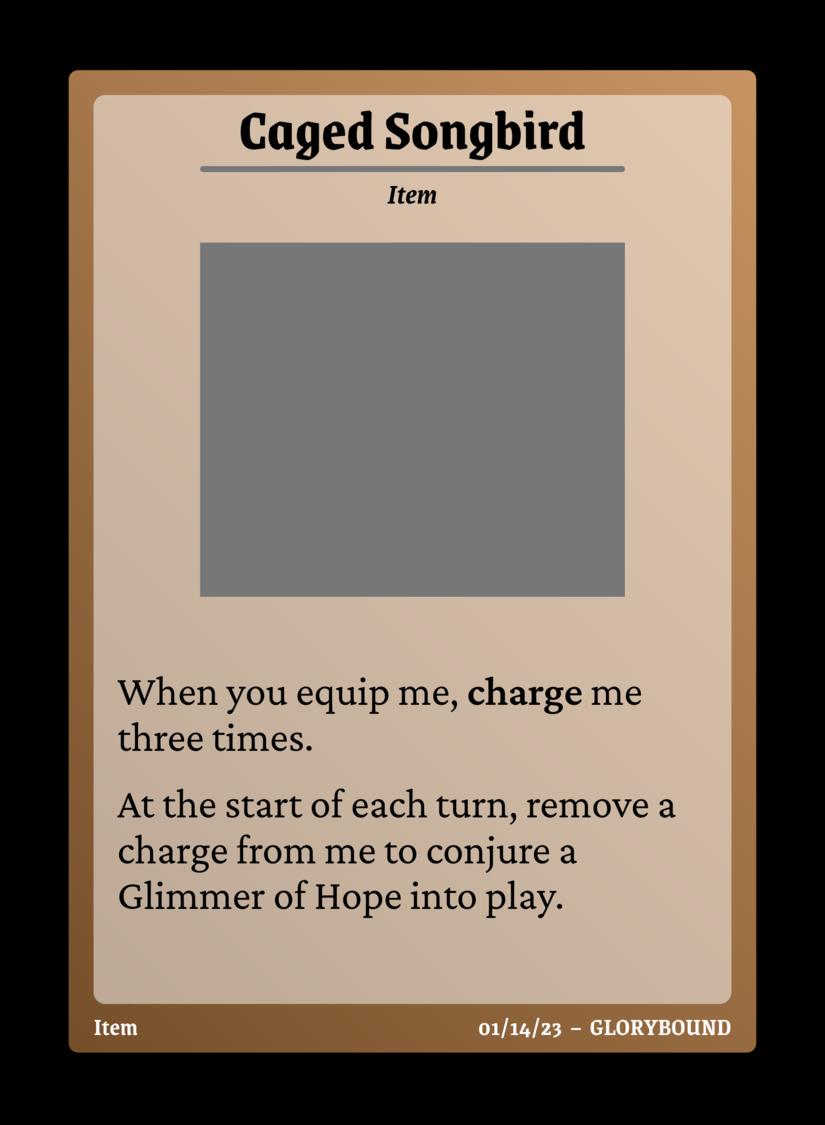 Caged Songbird
Item
When you equip me, charge me
three times.
At the start of each turn, remove a
charge from me to conjure a
Glimmer of Hope into play.
Item
01/14/23 – GLORYBOUND